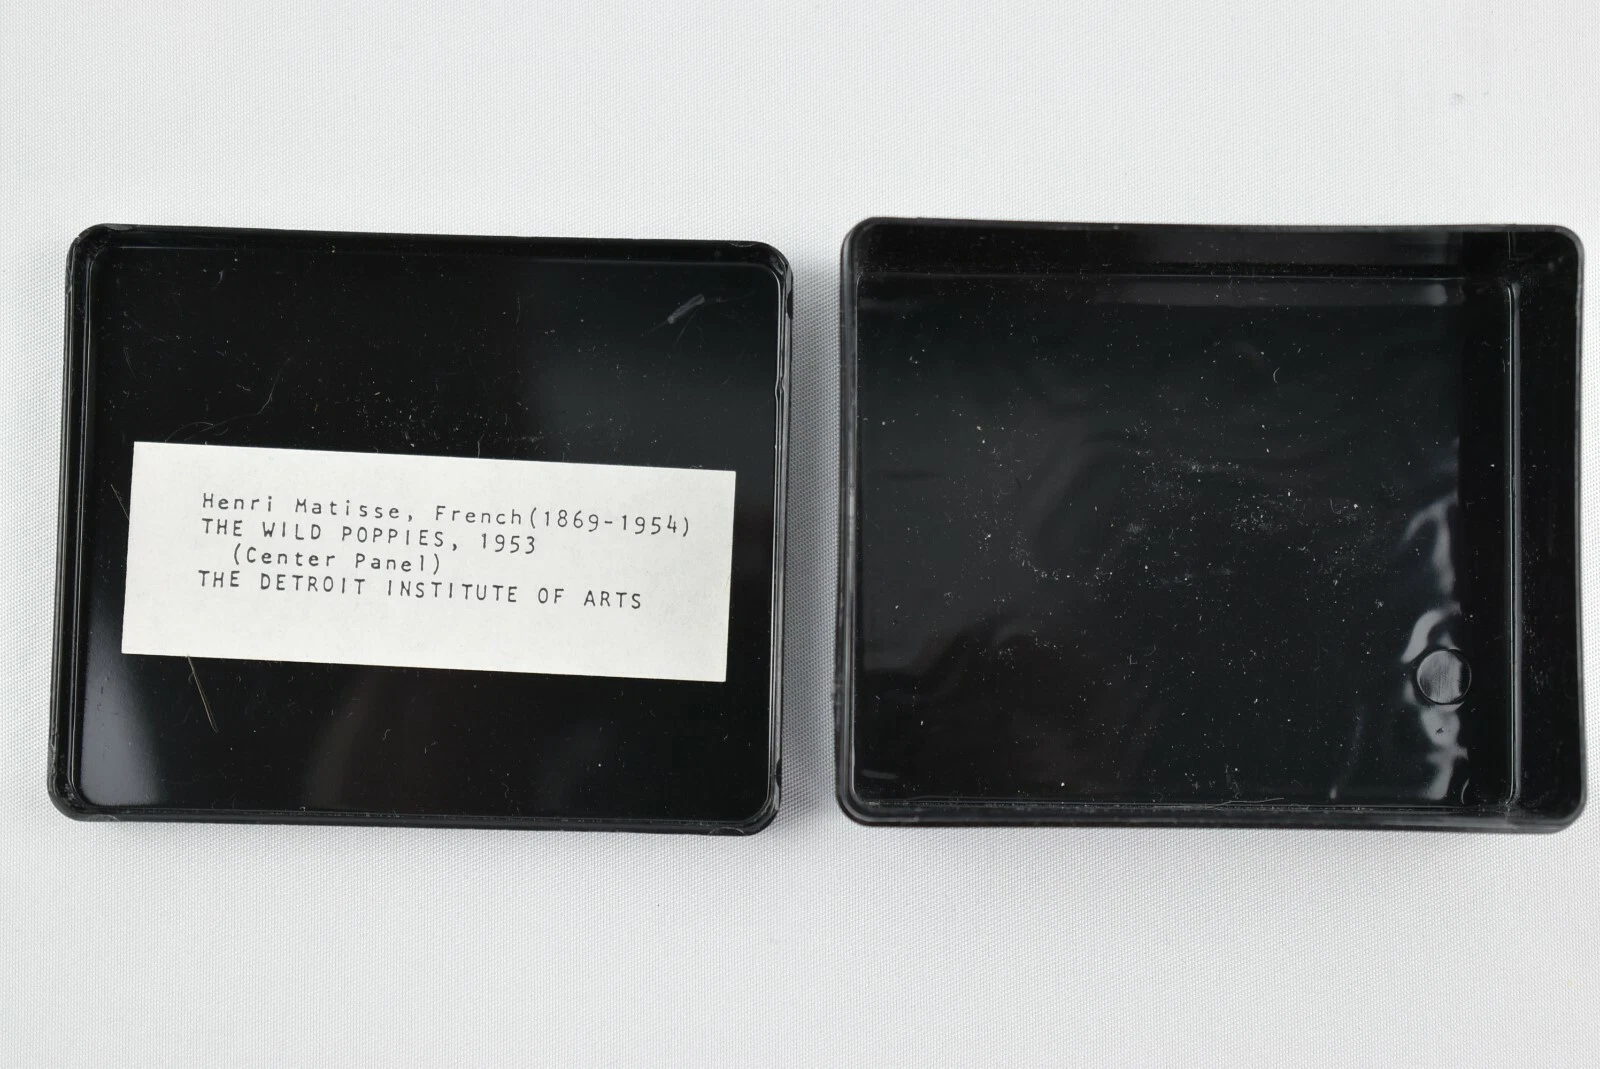 Henri Matisse, French(1869-1954)
THE WILD POPPIES, 1953
(Center Panel)
THE DETROIT INSTITUTE OF ARTS